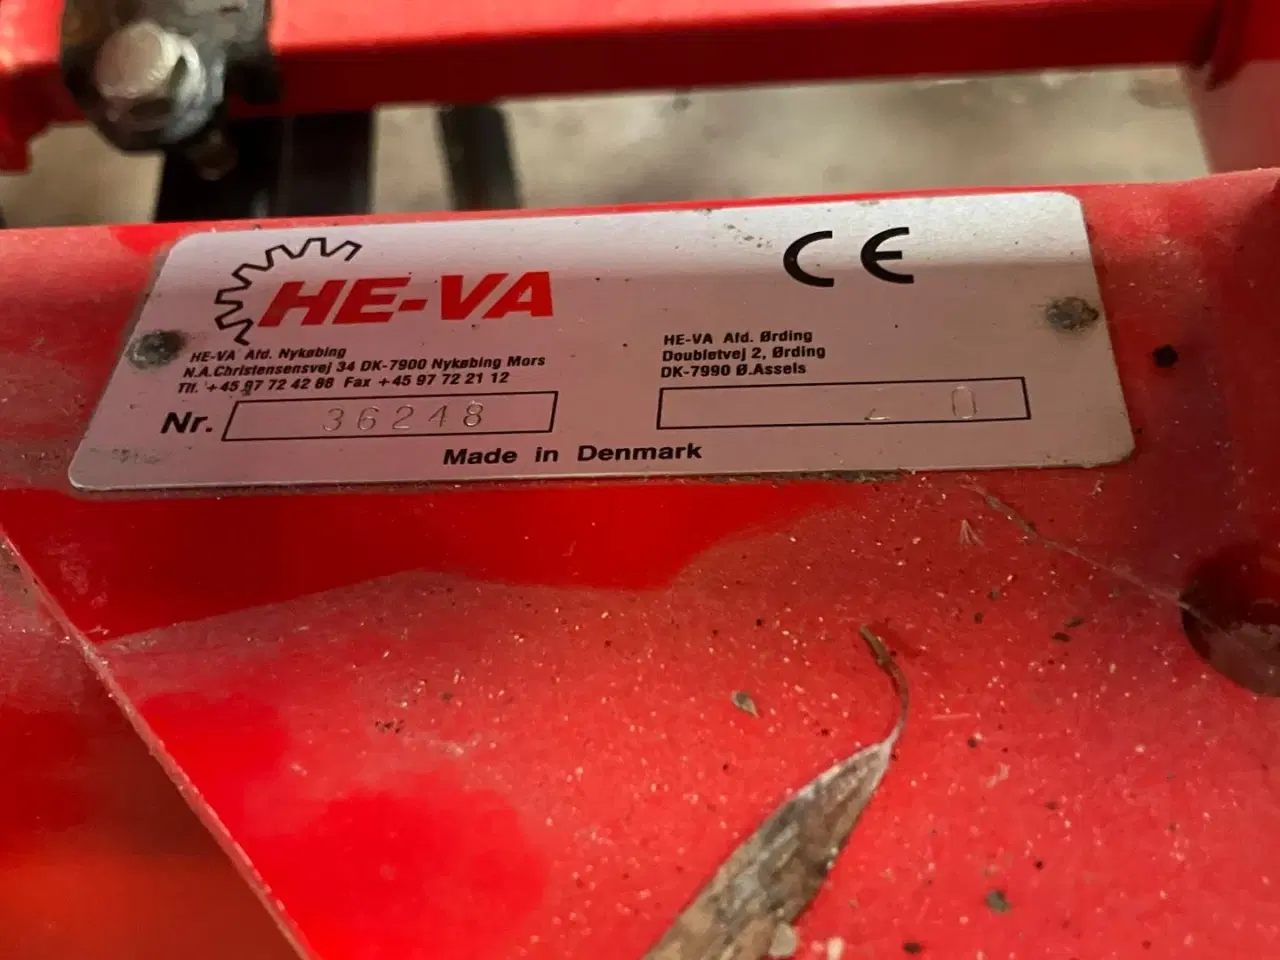 HE-VA
CE
HE-VA Afd. Nykøbing
N.A.Christensensvej 34 DK-7900 Nykøbing Mors
Tlf. +45 97 72 42 88 Fax +45 97 72 21 12
Nr. 36248
HE-VA Afd. Ørding
Doubletvej 2, Ørding
DK-7990 Ø.Assels
Made in Denmark